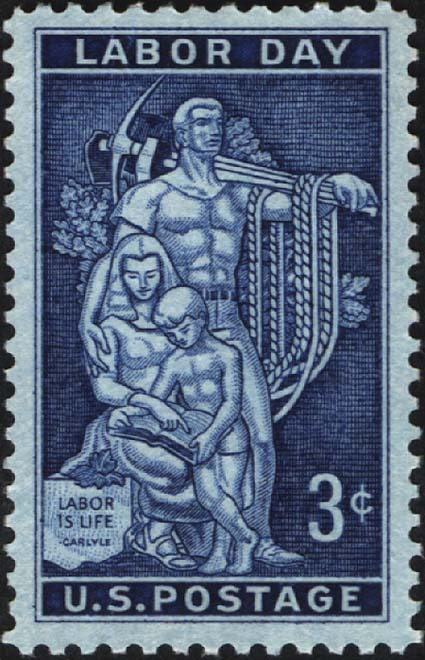 LABOR DAY
LABOR
IS LIFE
-CARLYLE
3¢
U.S. POSTAGE